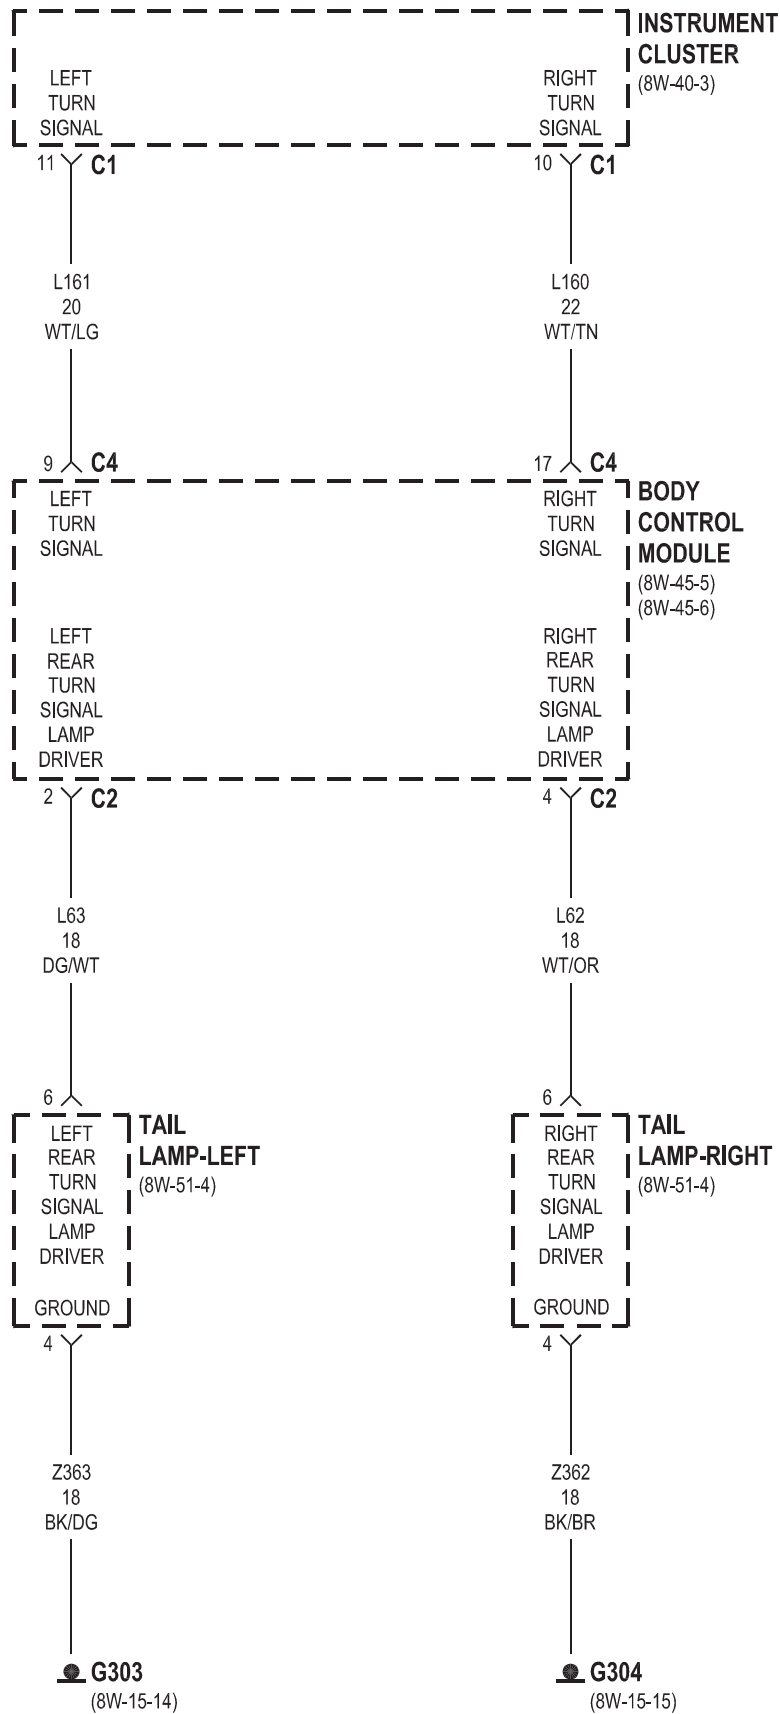 INSTRUMENT
CLUSTER
(8W-40-3)
LEFT
TURN
SIGNAL
RIGHT
TURN
SIGNAL
11 C1
10 C1
L161
20
WT/LG
L160
22
WT/TN
9 C4
17 C4
BODY
CONTROL
MODULE
(8W-45-5)
(8W-45-6)
LEFT
TURN
SIGNAL
RIGHT
TURN
SIGNAL
LEFT
REAR
TURN
SIGNAL
LAMP
DRIVER
RIGHT
REAR
TURN
SIGNAL
LAMP
DRIVER
2 C2
4 C2
L63
18
DG/WT
L62
18
WT/OR
6
6
TAIL
LAMP-LEFT
(8W-51-4)
LEFT
REAR
TURN
SIGNAL
LAMP
DRIVER
GROUND
TAIL
LAMP-RIGHT
(8W-51-4)
RIGHT
REAR
TURN
SIGNAL
LAMP
DRIVER
GROUND
4
4
Z363
18
BK/DG
Z362
18
BK/BR
G303
(8W-15-14)
G304
(8W-15-15)